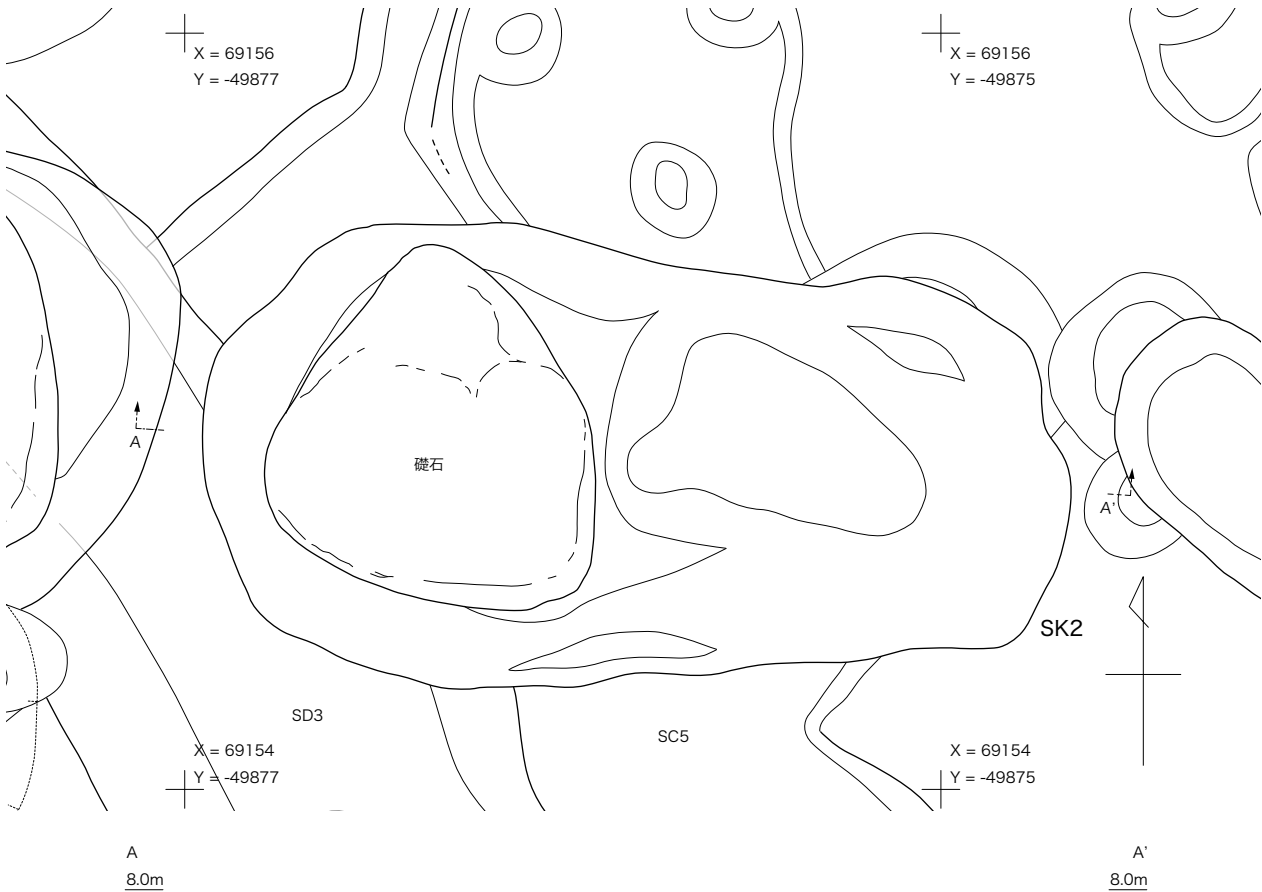 X = 69156
Y = -49877
X = 69156
Y = -49875
A
礎石
A’
SK2
SD3
SC5
X = 69154
Y = -49877
X = 69154
Y = -49875
A
8.0m
A’
8.0m